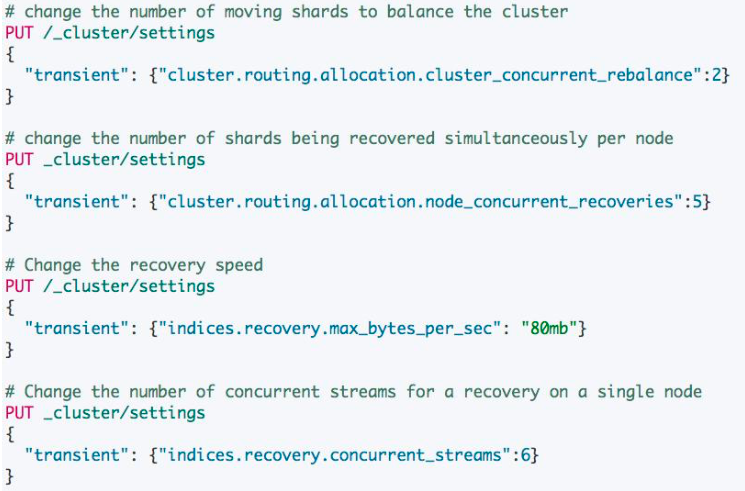 # change the number of moving shards to balance the cluster
PUT /_cluster/settings
{
  "transient": {"cluster.routing.allocation.cluster_concurrent_rebalance":2}
}

# change the number of shards being recovered simultanceously per node
PUT _cluster/settings
{
  "transient": {"cluster.routing.allocation.node_concurrent_recoveries":5}
}

# Change the recovery speed
PUT /_cluster/settings
{
  "transient": {"indices.recovery.max_bytes_per_sec": "80mb"}
}

# Change the number of concurrent streams for a recovery on a single node
PUT _cluster/settings
{
  "transient": {"indices.recovery.concurrent_streams":6}
}